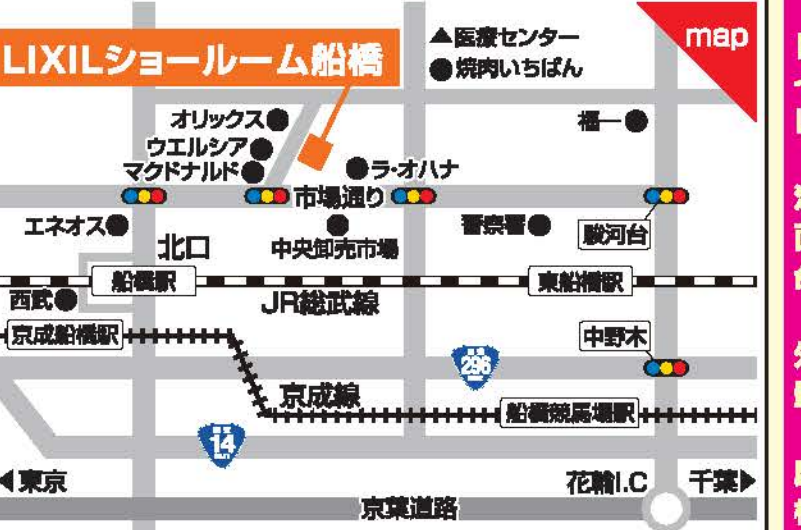 LIXILショールーム船橋
▲医療センター
●焼肉いちばん
map
オリックス●
ウエルシア●
マクドナルド●
●ラ・オハナ
福一●
市場通り
エネオス●
北口
中央卸売市場
警察署●
駿河台
船橋駅
東船橋駅
西武●
JR総武線
京成船橋駅
中野木
296
京成線
船橋競馬場駅
14
◀東京
花輪I.C
千葉▶
京葉道路